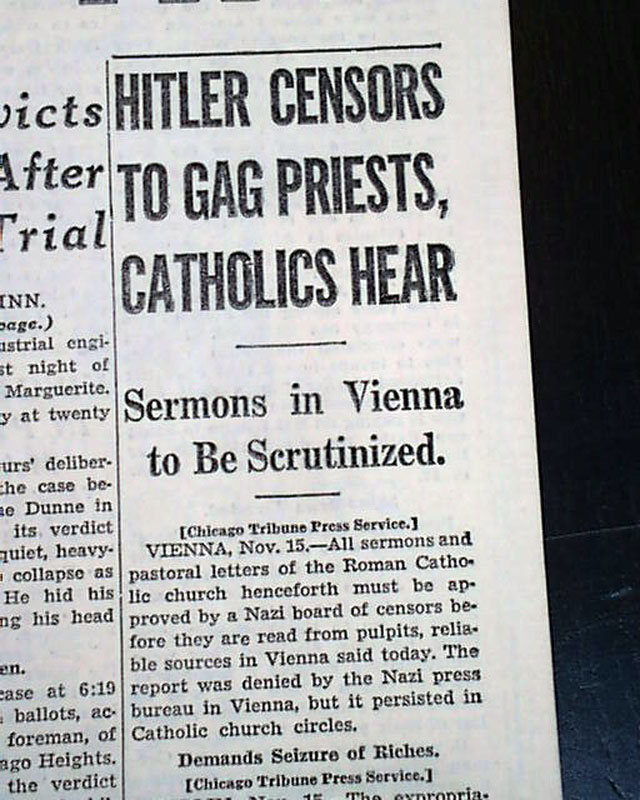 victs
After
Trial
INN.
page.)
ustrial engi-
st night of
Marguerite.
y at twenty
urs' deliber-
the case be-
ne Dunne in
its verdict
quiet, heavy-
collapse as
He hid his
ng his head
en.
ease at 6:19
ballots, ac-
foreman, of
ago Heights.
the verdict
HITLER CENSORS
TO GAG PRIESTS,
CATHOLICS HEAR
Sermons in Vienna
to Be Scrutinized.
[Chicago Tribune Press Service.]
VIENNA, Nov. 15.—All sermons and
pastoral letters of the Roman Catho-
lic church henceforth must be ap-
proved by a Nazi board of censors be-
fore they are read from pulpits, relia-
ble sources in Vienna said today. The
report was denied by the Nazi press
bureau in Vienna, but it persisted in
Catholic church circles.
Demands Seizure of Riches.
[Chicago Tribune Press Service.]
Nov. 15.—The expropria-